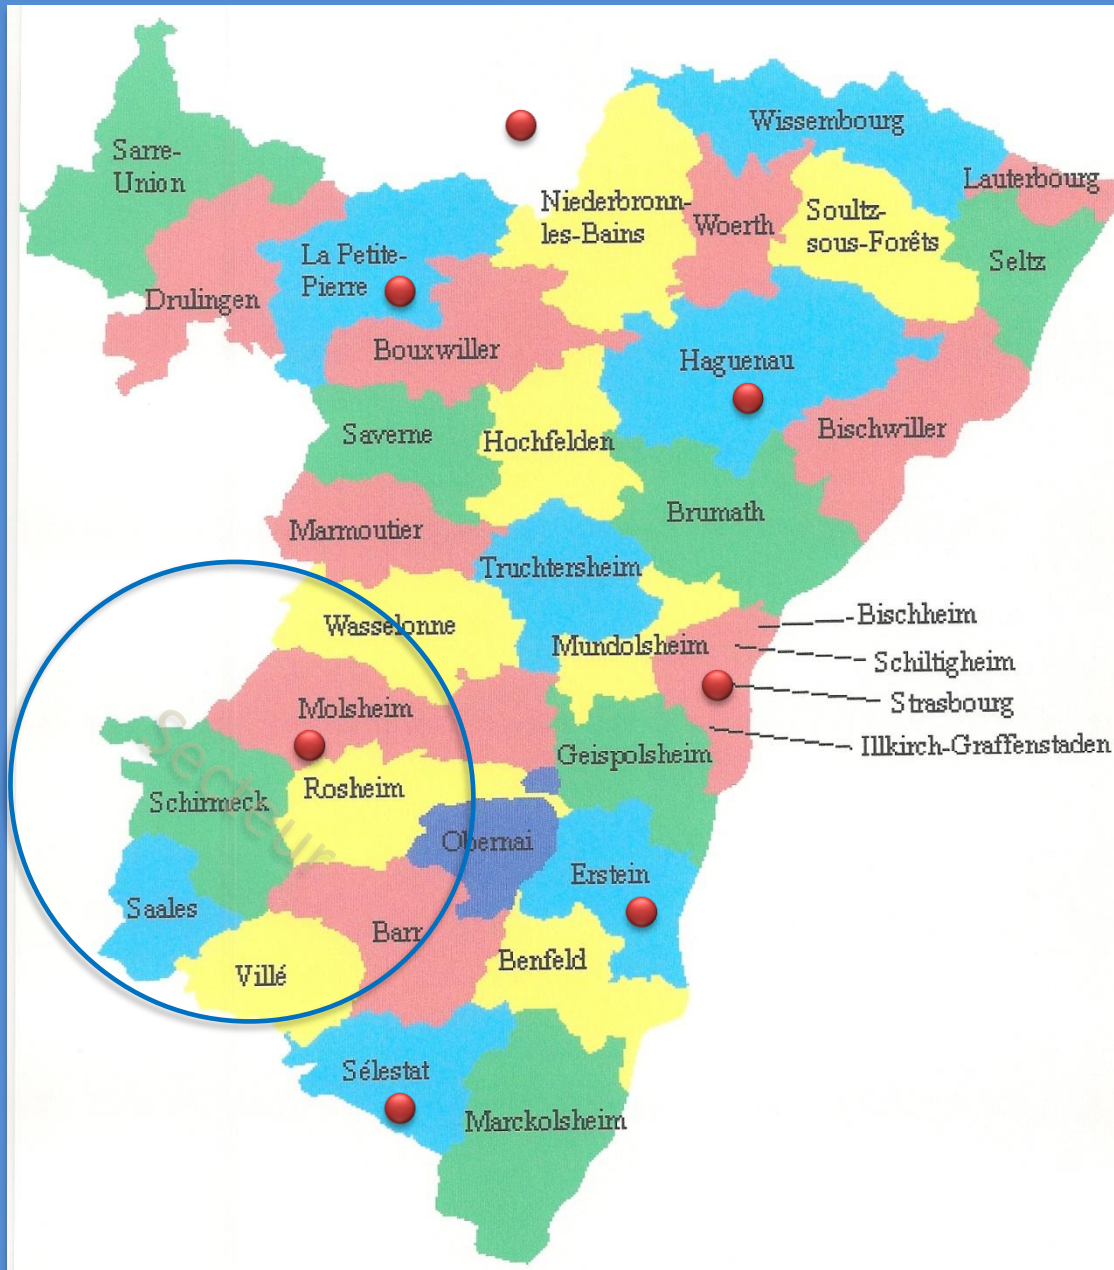 Wissembourg
Sarre-
Union
Lauterbourg
Niederbronn-
les-Bains
Woerth
Soultz-
sous-Forêts
La Petite-
Pierre
Seltz
Drulingen
Bouxwiller
Haguenau
Saverne
Hochfelden
Bischwiller
Marmoutier
Brumath
Truchtersheim
Wasselonne
Mundolsheim
Bischheim
Schiltigheim
Strasbourg
Illkirch-Graffenstaden
Molsheim
Secteur
Geispolsheim
Rosheim
Schirmeck
Obernai
Erstein
Saales
Barr
Benfeld
Villé
Sélestat
Marckolsheim